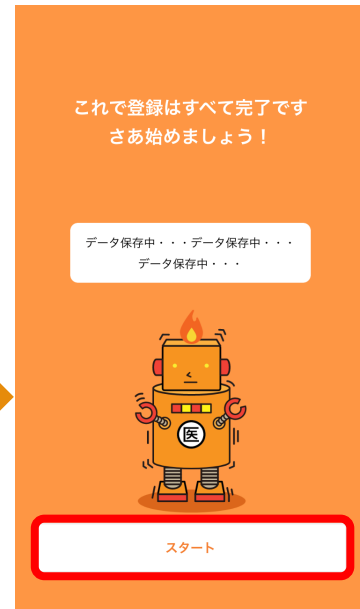 これで登録はすべて完了です
さあ始めましょう！
データ保存中・・・データ保存中・・・
データ保存中・・・
医
スタート